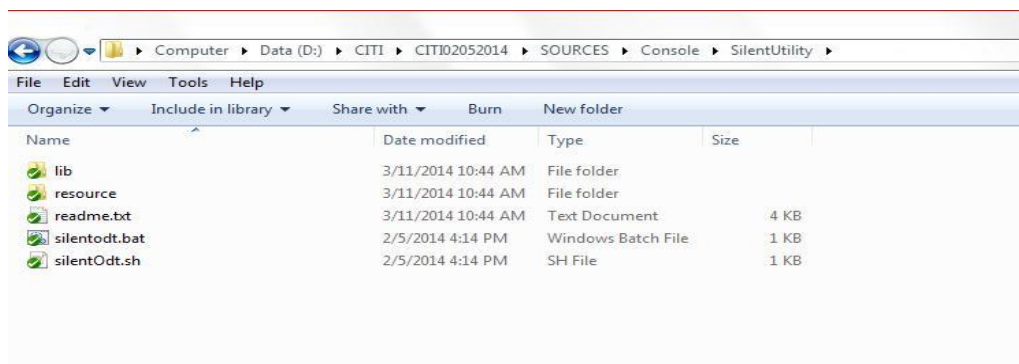 Computer Data (D:) CITI CITI02052014 SOURCES Console SilentUtility
File Edit View Tools Help
Organize Include in library Share with Burn New folder
Name Date modified Type Size
lib 3/11/2014 10:44 AM File folder
resource 3/11/2014 10:44 AM File folder
readme.txt 3/11/2014 10:44 AM Text Document 4 KB
silentodt.bat 2/5/2014 4:14 PM Windows Batch File 1 KB
silentOdt.sh 2/5/2014 4:14 PM SH File 1 KB